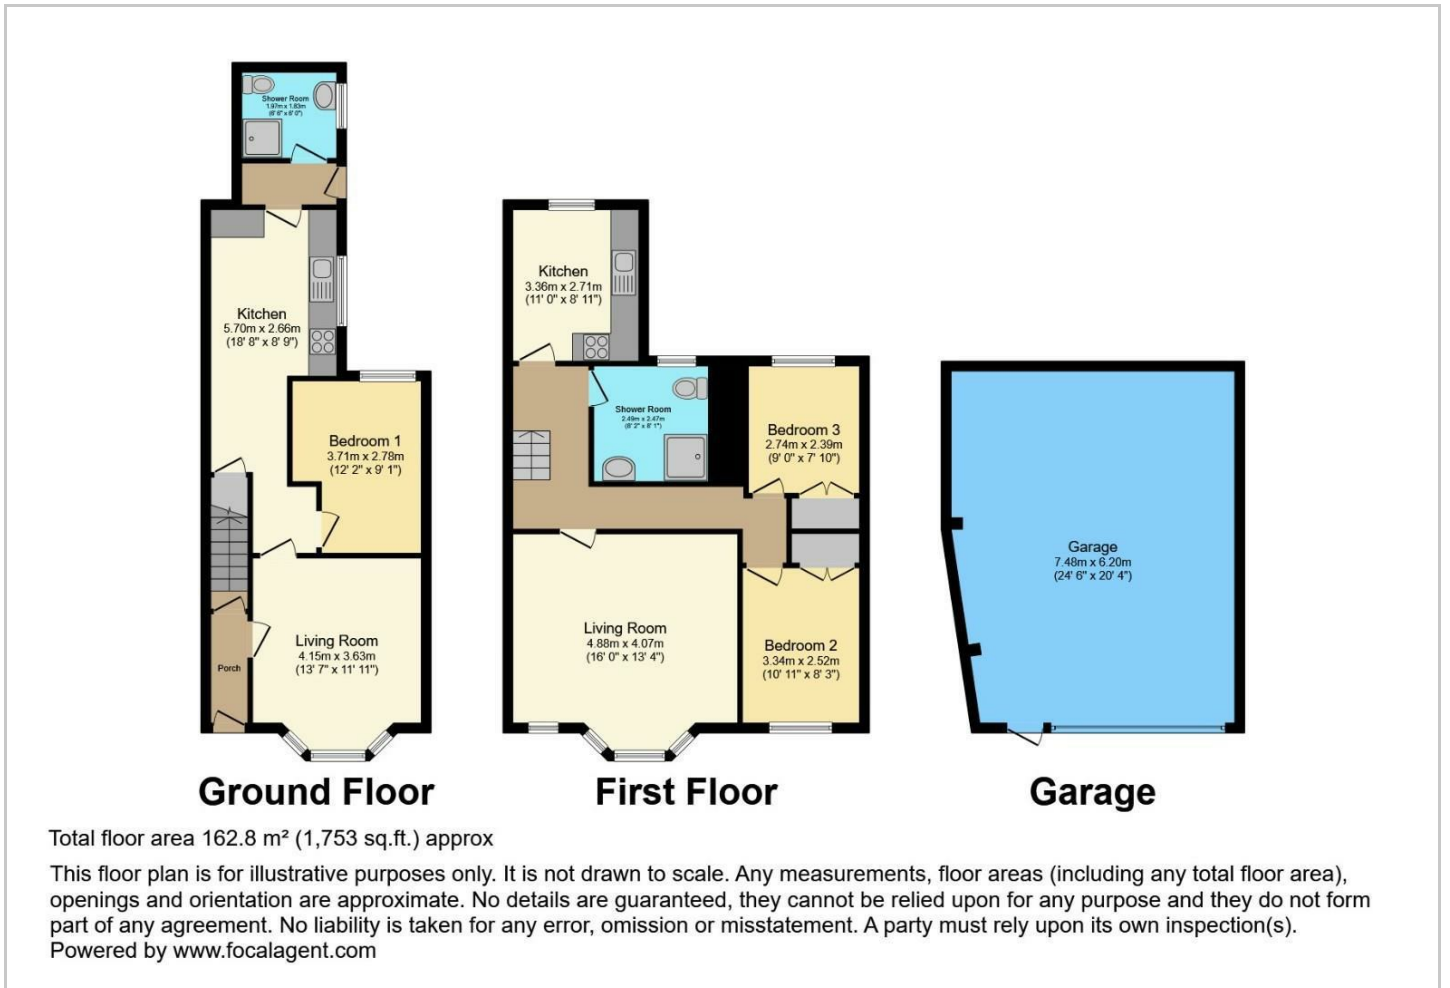 Shower Room
1.97m x 1.83m
(6' 6" x 6' 0")
Kitchen
5.70m x 2.66m
(18' 8" x 8' 9")
Bedroom 1
3.71m x 2.78m
(12' 2" x 9' 1")
Living Room
4.15m x 3.63m
(13' 7" x 11' 11")
Porch
Ground Floor
Kitchen
3.36m x 2.71m
(11' 0" x 8' 11")
Shower Room
2.49m x 2.47m
(8' 2" x 8' 1")
Bedroom 3
2.74m x 2.39m
(9' 0" x 7' 10")
Living Room
4.88m x 4.07m
(16' 0" x 13' 4")
Bedroom 2
3.34m x 2.52m
(10' 11" x 8' 3")
First Floor
Garage
7.48m x 6.20m
(24' 6" x 20' 4")
Garage
Total floor area 162.8 m² (1,753 sq.ft.) approx
This floor plan is for illustrative purposes only. It is not drawn to scale. Any measurements, floor areas (including any total floor area),
openings and orientation are approximate. No details are guaranteed, they cannot be relied upon for any purpose and they do not form
part of any agreement. No liability is taken for any error, omission or misstatement. A party must rely upon its own inspection(s).
Powered by www.focalagent.com